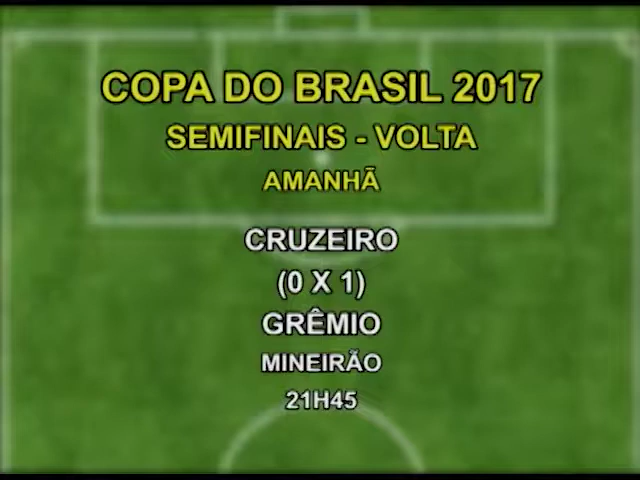 COPA DO BRASIL 2017
SEMIFINAIS - VOLTA
AMANHÃ
CRUZEIRO
(0 X 1)
GRÊMIO
MINEIRÃO
21H45